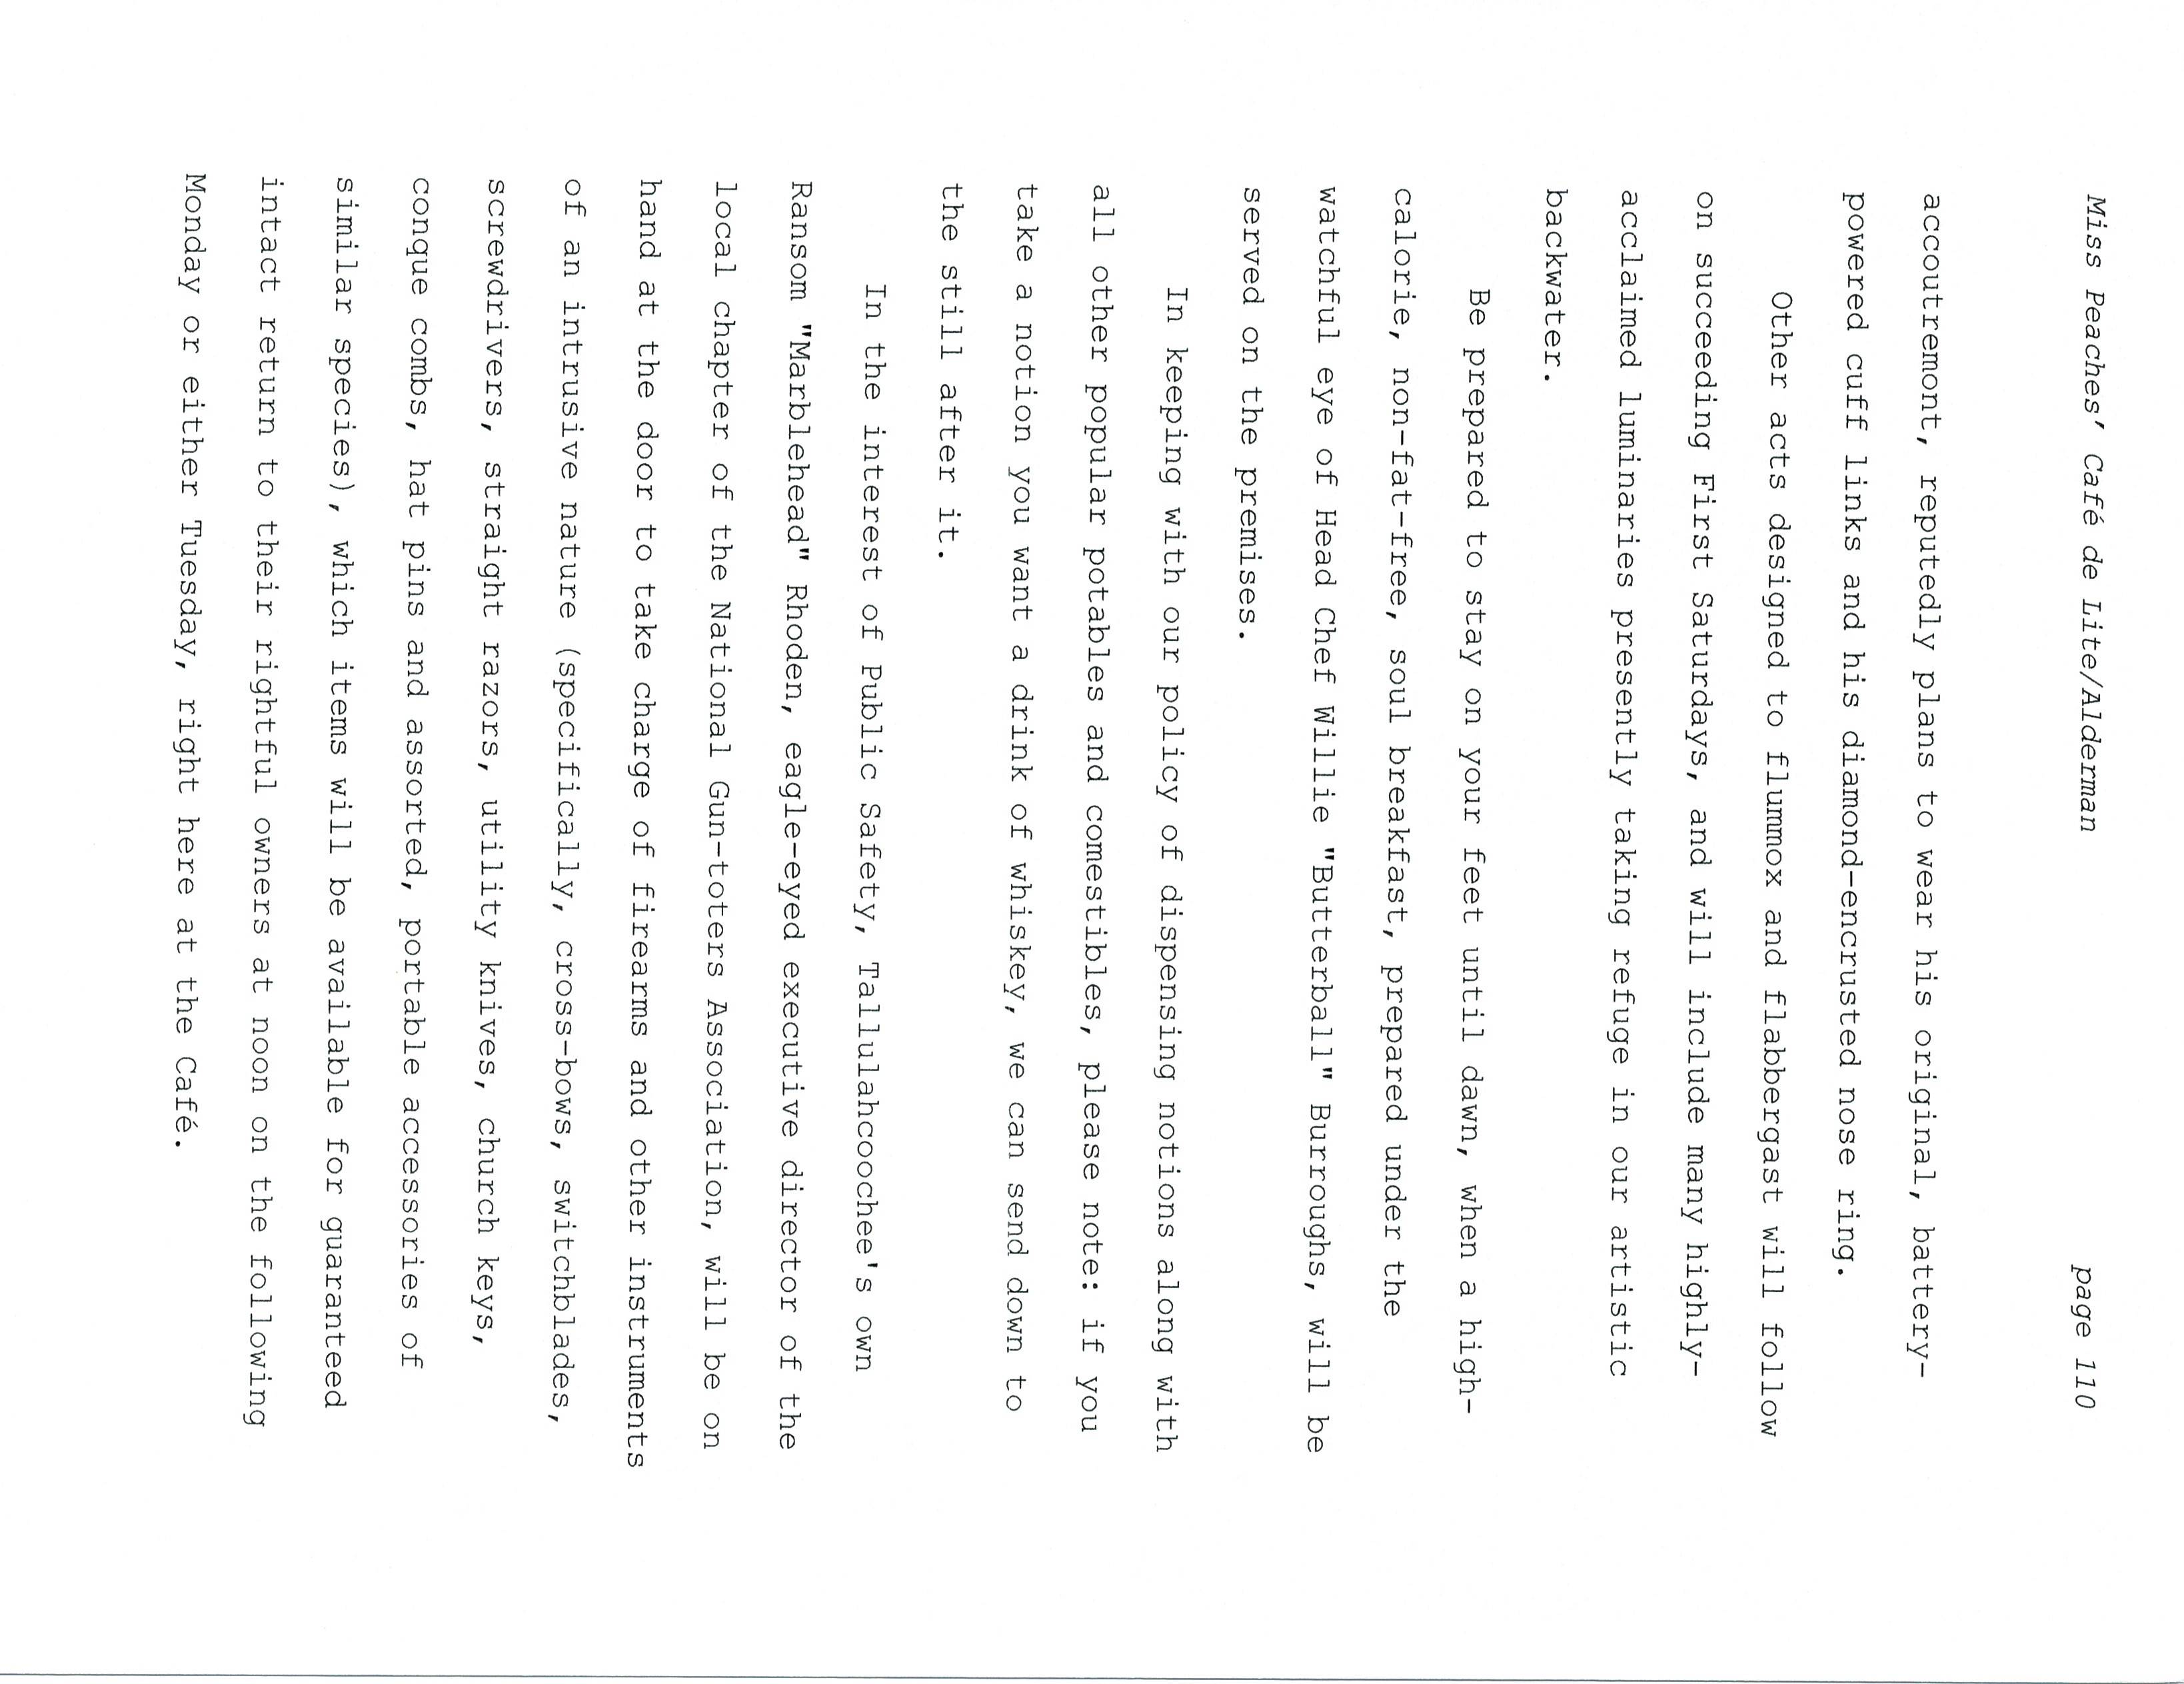 Miss Peaches' Café de Lite/Alderman page 110
accoutremont, reputedly plans to wear his original, battery-
powered cuff links and his diamond-encrusted nose ring.
Other acts designed to flummox and flabbergast will follow
on succeeding First Saturdays, and will include many highly-
acclaimed luminaries presently taking refuge in our artistic
backwater.
Be prepared to stay on your feet until dawn, when a high-
calorie, non-fat-free, soul breakfast, prepared under the
watchful eye of Head Chef Willie "Butterball" Burroughs, will be
served on the premises.
In keeping with our policy of dispensing notions along with
all other popular potables and comestibles, please note: if you
take a notion you want a drink of whiskey, we can send down to
the still after it.
In the interest of Public Safety, Tallulahcoochee's own
Ransom "Marblehead" Rhoden, eagle-eyed executive director of the
local chapter of the National Gun-toters Association, will be on
hand at the door to take charge of firearms and other instruments
of an intrusive nature (specifically, cross-bows, switchblades,
screwdrivers, straight razors, utility knives, church keys,
conque combs, hat pins and assorted, portable accessories of
similar species), which items will be available for guaranteed
intact return to their rightful owners at noon on the following
Monday or either Tuesday, right here at the Café.